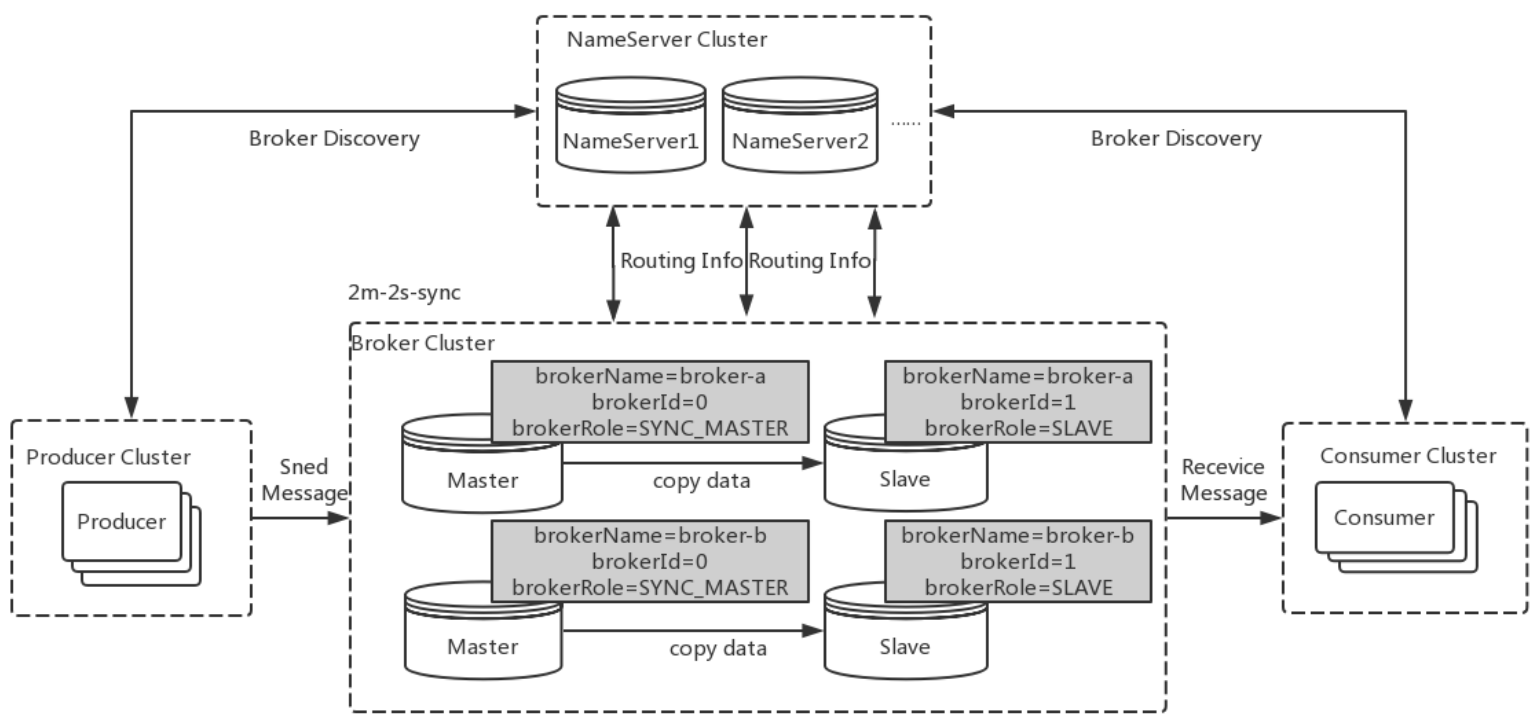 NameServer Cluster
NameServer1
NameServer2
……
Broker Discovery
Broker Discovery
Routing Info
Routing Info
2m-2s-sync
Broker Cluster
brokerName=broker-a
brokerId=0
brokerRole=SYNC_MASTER
brokerName=broker-a
brokerId=1
brokerRole=SLAVE
Master
copy data
Slave
Producer Cluster
Producer
Sned
Message
Recevice
Message
Consumer Cluster
Consumer
brokerName=broker-b
brokerId=0
brokerRole=SYNC_MASTER
brokerName=broker-b
brokerId=1
brokerRole=SLAVE
Master
copy data
Slave